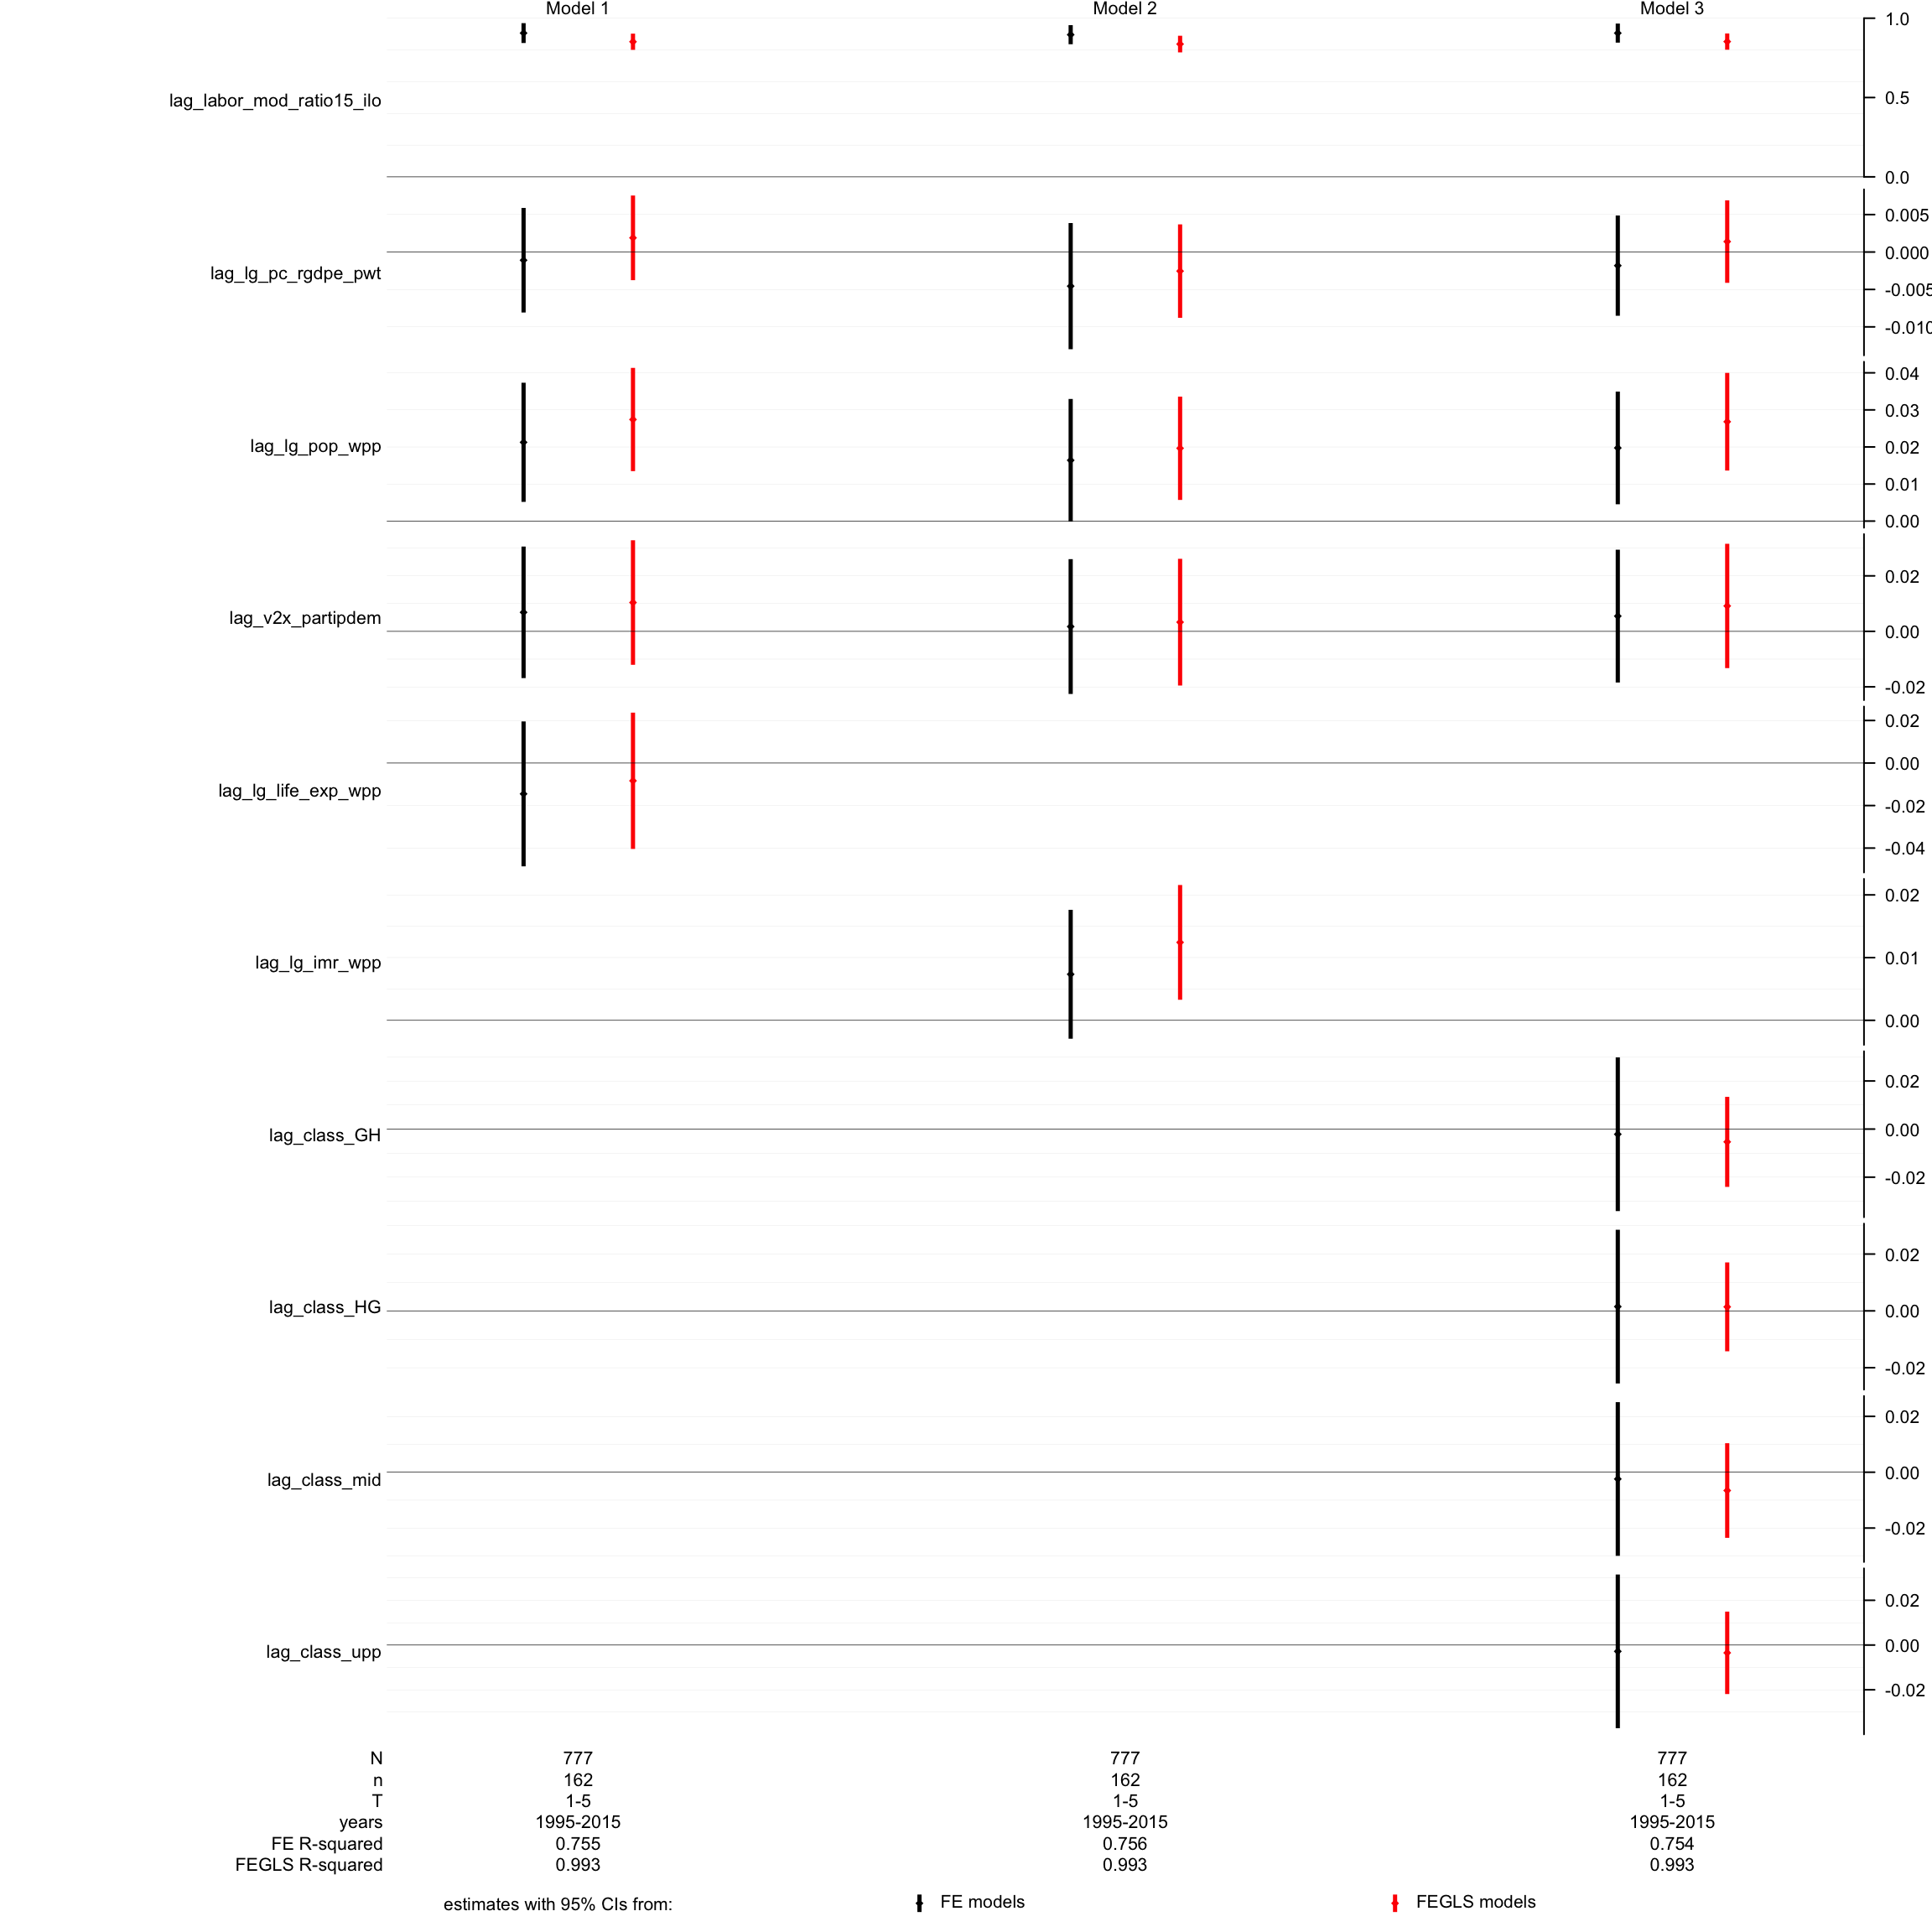 Model 1 Model 2 Model 3
lag_labor_mod_ratio15_ilo
1.0
0.5
0.0
lag_lg_pc_rgdpe_pwt
0.005
0.000
-0.005
-0.010
lag_lg_pop_wpp
0.04
0.03
0.02
0.01
0.00
lag_v2x_partipdem
0.02
0.00
-0.02
lag_lg_life_exp_wpp
0.02
0.00
-0.02
-0.04
lag_lg_imr_wpp
0.02
0.01
0.00
lag_class_GH
0.02
0.00
-0.02
lag_class_HG
0.02
0.00
-0.02
lag_class_mid
0.02
0.00
-0.02
lag_class_upp
0.02
0.00
-0.02
N 777 777 777
n 162 162 162
T 1-5 1-5 1-5
years 1995-2015 1995-2015 1995-2015
FE R-squared 0.755 0.756 0.754
FEGLS R-squared 0.993 0.993 0.993
estimates with 95% CIs from: FE models FEGLS models